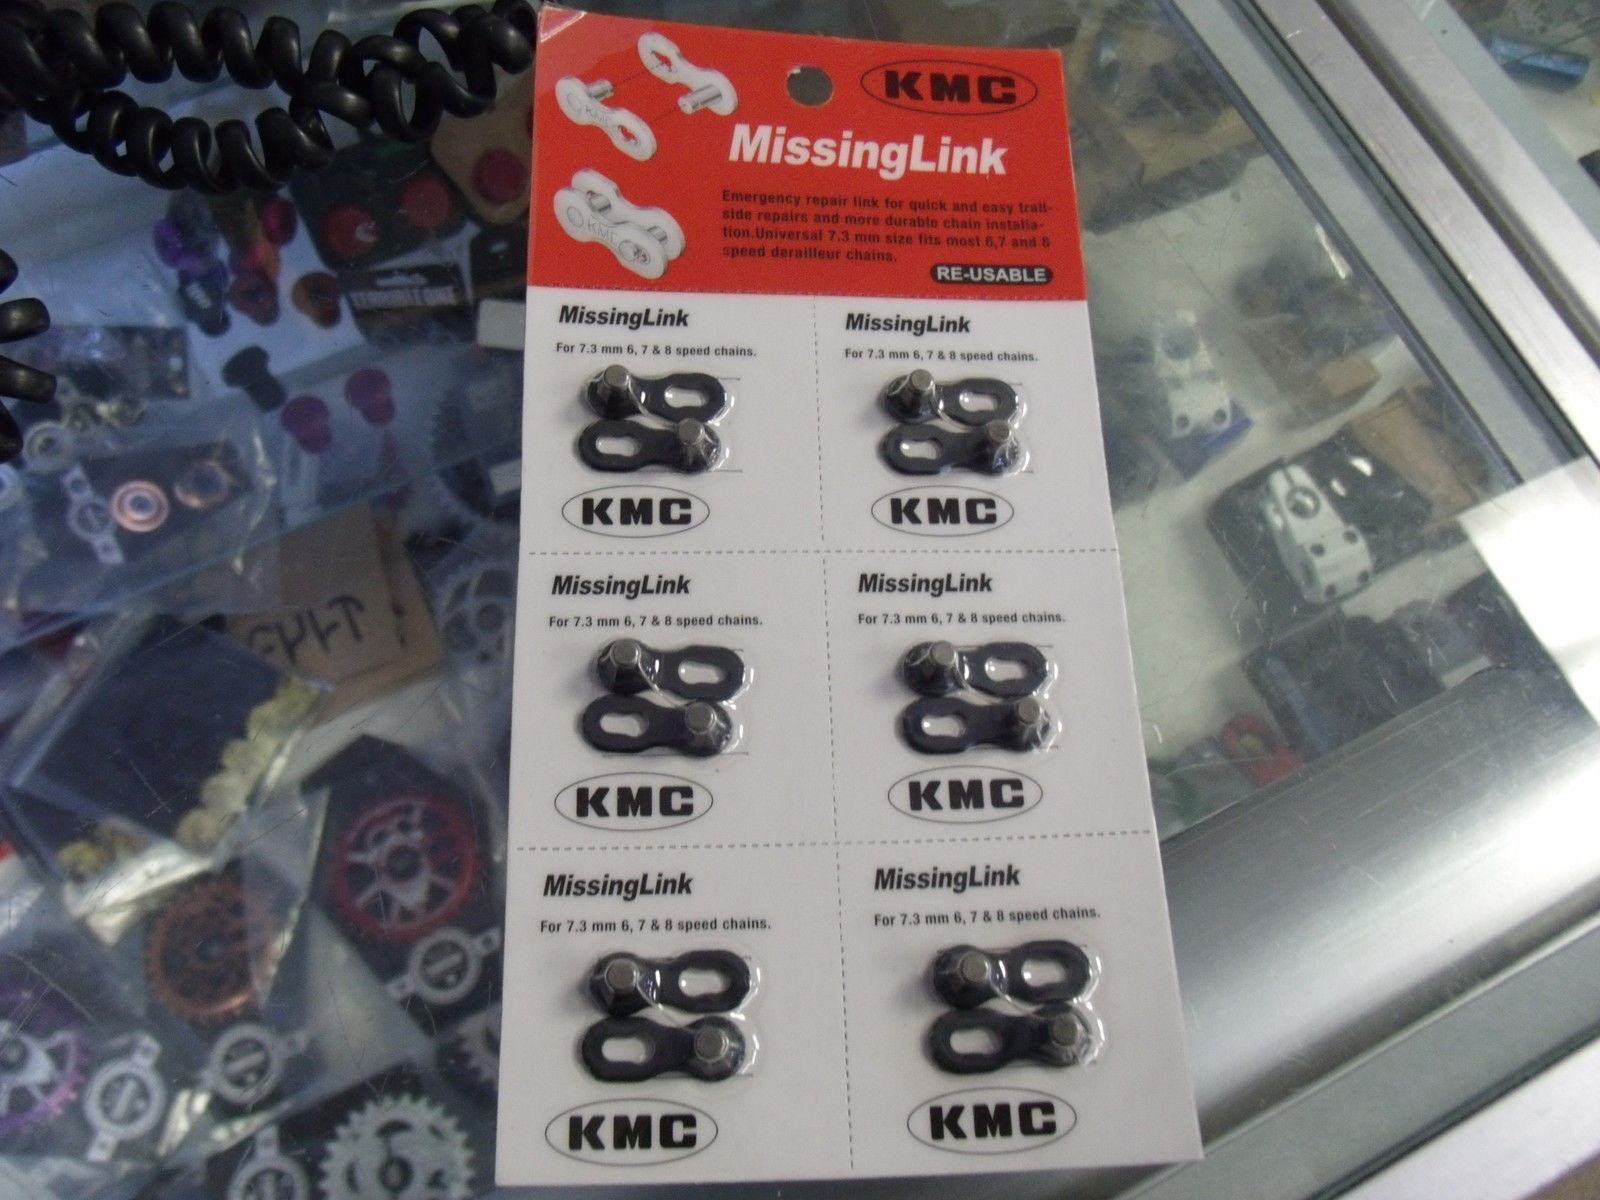 KMC
MissingLink
Emergency repair link for quick and easy trail-
side repairs and more durable chain installa-
tion.Universal 7.3 mm size fits most 6,7 and 8
speed derailleur chains.
RE-USABLE
KMC
KMC
MissingLink
For 7.3 mm 6, 7 & 8 speed chains.
KMC
MissingLink
For 7.3 mm 6, 7 & 8 speed chains.
KMC
MissingLink
For 7.3 mm 6, 7 & 8 speed chains.
KMC
MissingLink
For 7.3 mm 6, 7 & 8 speed chains.
KMC
MissingLink
For 7.3 mm 6, 7 & 8 speed chains.
KMC
MissingLink
For 7.3 mm 6, 7 & 8 speed chains.
KMC